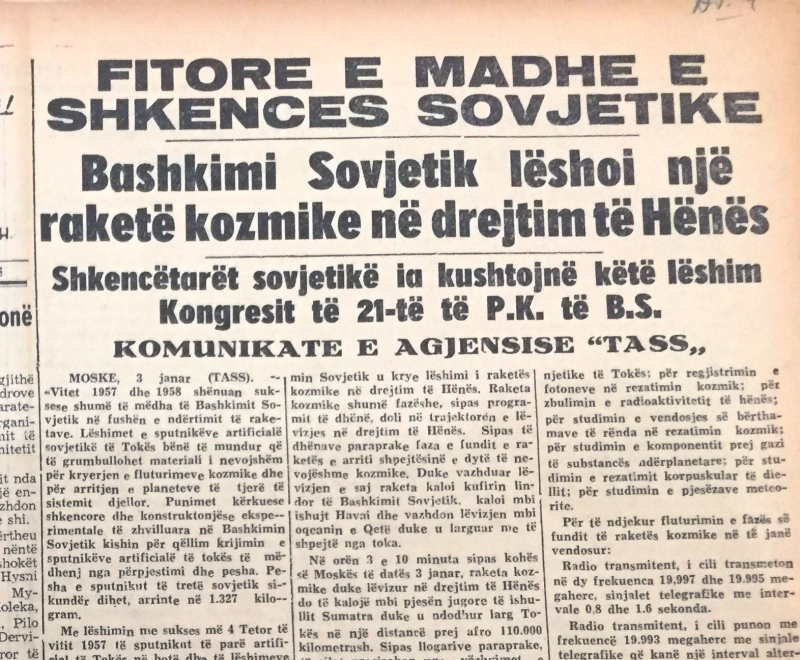 FITORE E MADHE E
SHKENCES SOVJETIKE
Bashkimi Sovjetik lëshoi një
raketë kozmike në drejtim të Hënës
Shkencëtarët sovjetikë ia kushtojnë këtë lëshim
Kongresit të 21-të të P.K. të B.S.
KOMUNIKATE E AGJENSISE “TASS„
MOSKE, 3 janar (TASS). —
«Vitet 1957 dhe 1958 shënuan suk-
sese shumë të mëdha të Bashkimit So-
vjetik në fushën e ndërtimit të rake-
tave. Lëshimet e sputnikëve artificialë
sovjetikë të Tokës bënë të mundur që
të grumbullohet materiali i nevojshëm
për kryerjen e fluturimeve kozmike dhe
për arritjen e planeteve të tjerë të
sistemit djellor. Punimet kërkuese
shkencore dhe konstruktonjëse ekspe-
rimentale të zhvilluara në Bashkimin
Sovjetik kishin për qëllim krijimin e
sputnikëve artificialë të tokës të më-
dhenj nga përpjestimi dhe pesha. Pe-
sha e sputnikut të tretë sovjetik si-
kundër dihet, arrinte në 1.327 kilo-
gram.
Me lëshimin me sukses më 4 Tetor të
vitit 1957 të sputnikut të parë artifi-
cial të Tokës në botë dhe të lëshimeve
min Sovjetik u krye lëshimi i raketës
kozmike në drejtim të Hënës. Raketa
kozmike shumë fazëshe, sipas progra-
mit të dhënë, doli në trajektoren e lë-
vizjes në drejtim të Hënës. Sipas të
dhënave paraprake faza e fundit e ra-
ketës e arriti shpejtësinë e dytë të ne-
vojëshme kozmike. Duke vazhduar lë-
vizjen e saj raketa kaloi kufirin lin-
dor të Bashkimit Sovjetik. kaloi mbi
ishujt Havai dhe vazhdon lëvizjen mbi
oqeanin e Qetë duke u larguar me të
shpejtë nga toka.
Në orën 3 e 10 minuta sipas kohës
së Moskës të datës 3 janar, raketa koz-
mike duke lëvizur në drejtim të Hënës
do të kalojë mbi pjesën jugore të ishu-
llit Sumatra duke u ndodhur larg To-
kës në një distancë prej afro 110.000
kilometrash. Sipas llogarive paraprake,
njetike të Tokës; për regjistrimin e
fotoneve në rezatimin kozmik; për
zbulimin e radioaktivitetit të hënës;
për studimin e vendosjes së bërtha-
mave të rënda në rezatimin kozmik;
për studimin e komponentit prej gazi
të substancës ndërplanetare; për stu-
dimin e rezatimit korpuskular të die-
llit; për studimin e pjesëzave meteo-
rite.
Për të ndjekur fluturimin e fazës së
fundit të raketës kozmike në të janë
vendosur:
Radio transmitent, i cili transmeton
në dy frekuenca 19,997 dhe 19.995 me-
gaherc, sinjalet telegrafike me inter-
vale 0.8 dhe 1.6 sekonda.
Radio transmitent, i cili punon me
frekuencë 19.993 megaherc me sinjale
telegrafike që kanë një interval alter-